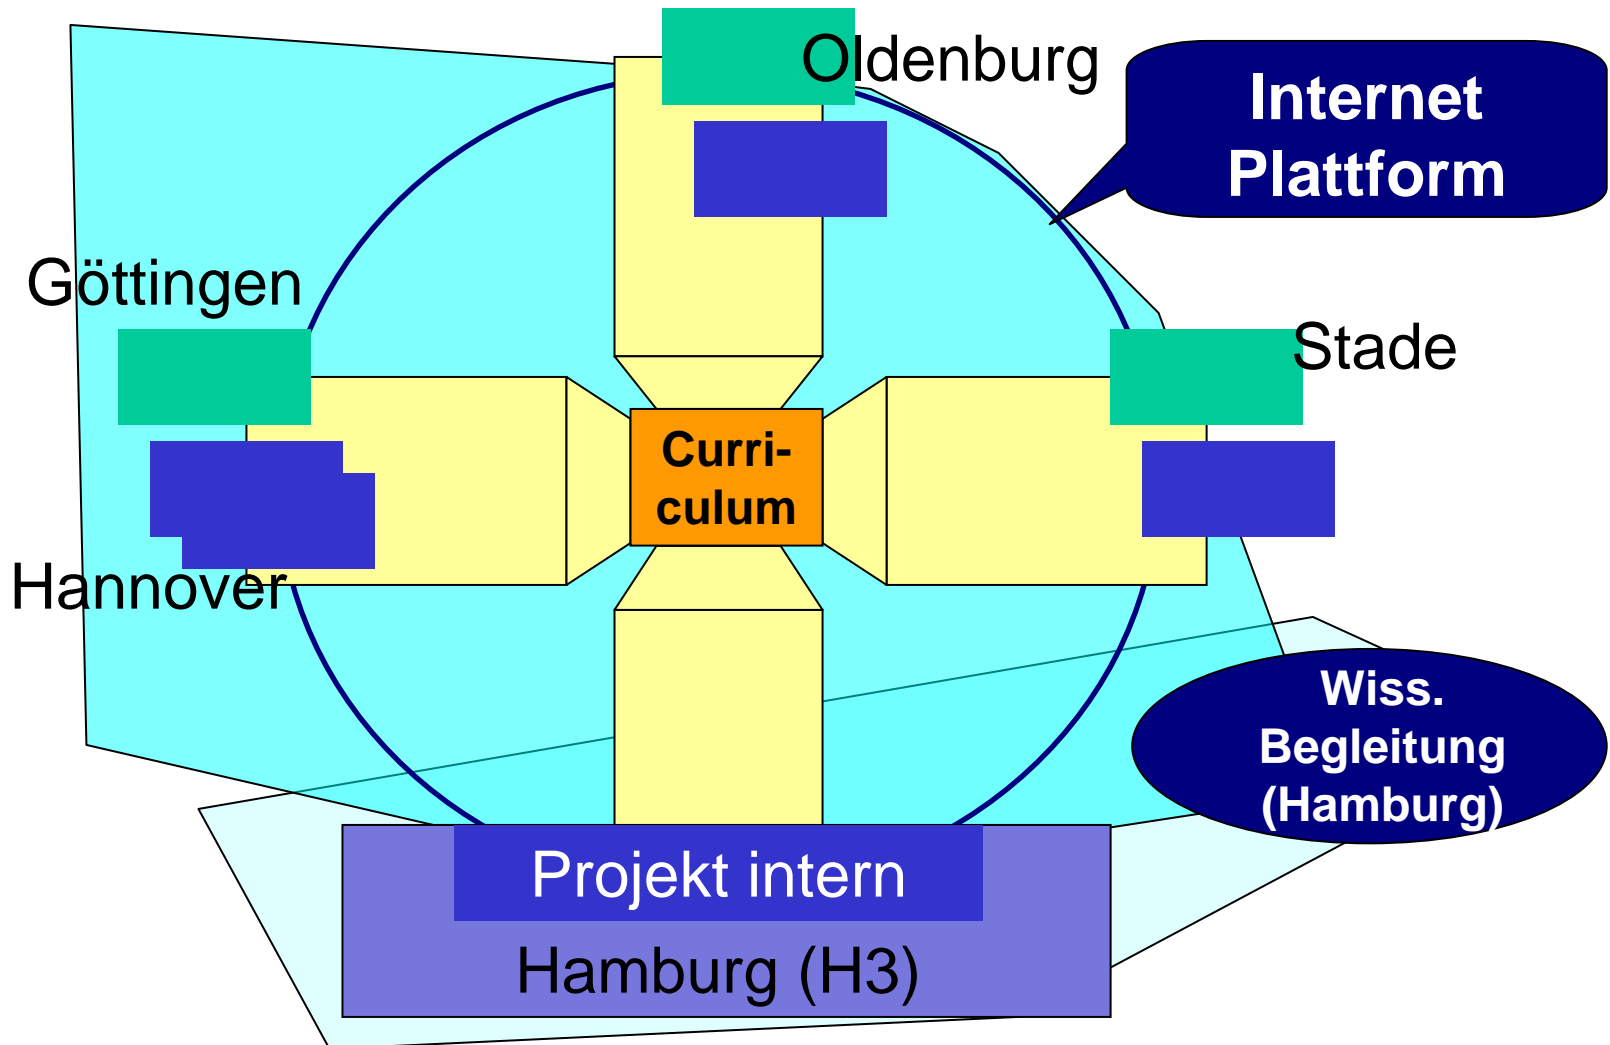 Oldenburg
Internet
Plattform
Göttingen
Stade
Curri-
culum
Hannover
Wiss.
Begleitung
(Hamburg)
Projekt intern
Hamburg (H3)